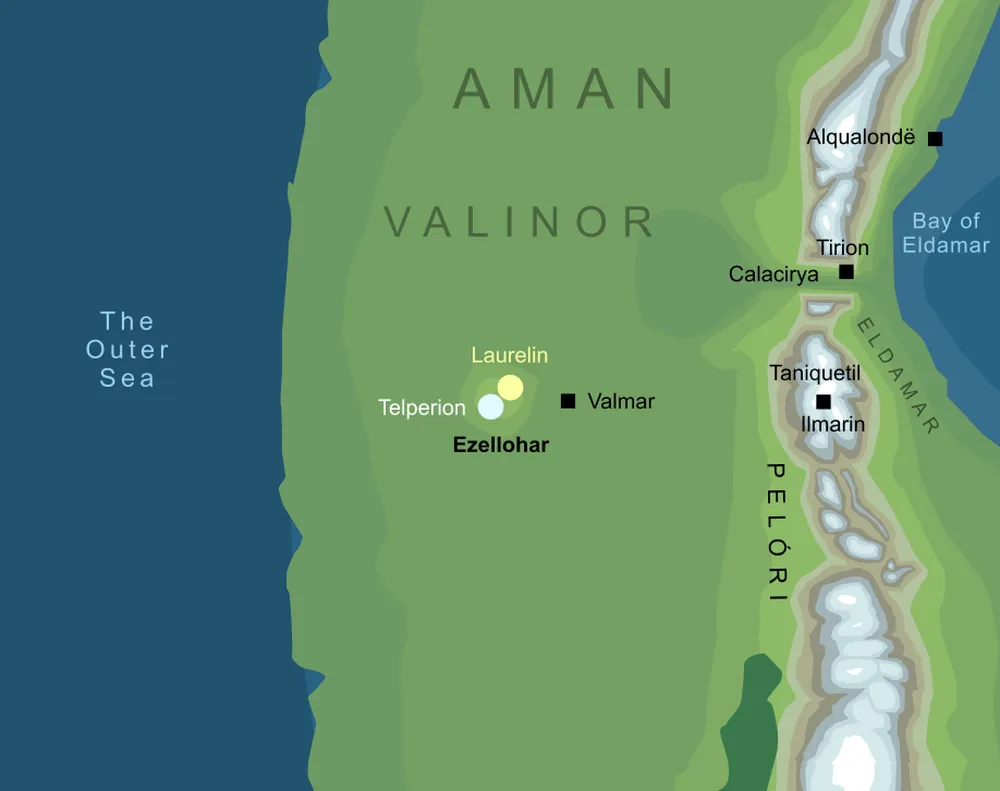 AMAN
Alqualondë
VALINOR
Bay of
Eldamar
Tirion
Calacirya
The
Outer
Sea
ELDAMAR
Laurelin
Taniquetil
Telperion
Valmar
Ilmarin
Ezellohar
PELÓRI